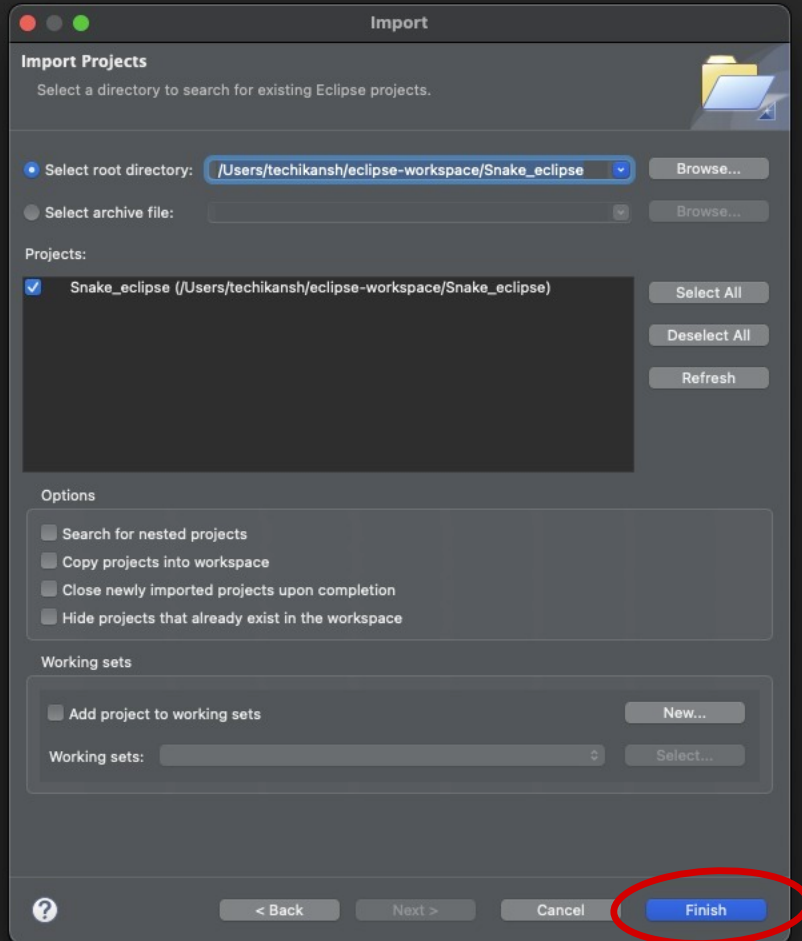 Import
Import Projects
Select a directory to search for existing Eclipse projects.
Select root directory: /Users/techikansh/eclipse-workspace/Snake_eclipse Browse...
Select archive file: Browse...
Projects:
Snake_eclipse (/Users/techikansh/eclipse-workspace/Snake_eclipse) Select All
Deselect All
Refresh
Options
Search for nested projects
Copy projects into workspace
Close newly imported projects upon completion
Hide projects that already exist in the workspace
Working sets
Add project to working sets New...
Working sets: Select...
? < Back Next > Cancel Finish